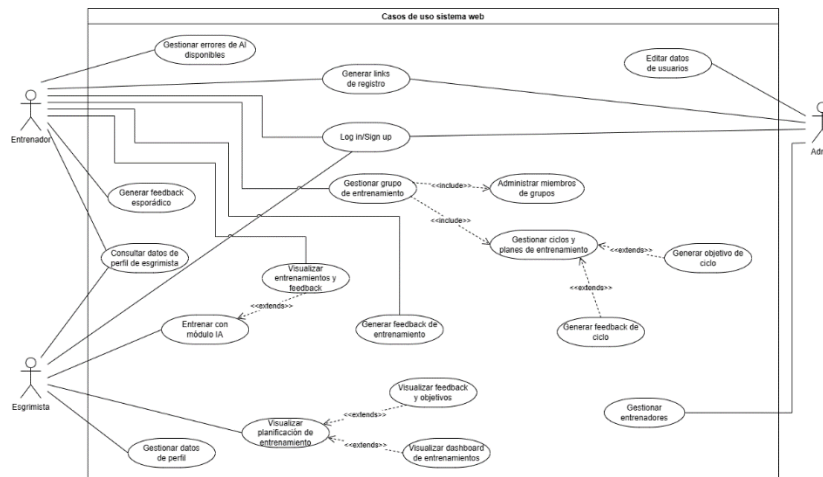 Casos de uso sistema web
Gestionar errores de AI
disponibles
Generar links
de registro
Editar datos
de usuarios
Entrenador
Log in/Sign up
Adm
Gestionar grupo
de entrenamiento
<<include>>
Administrar miembros
de grupos
Generar feedback
esporádico
<<include>>
Gestionar ciclos y
planes de entrenamiento
<<extends>>
Generar objetivo de
ciclo
Consultar datos de
perfil de esgrimista
Visualizar
entrenamientos y
feedback
<<extends>>
<<extends>>
Entrenar con
módulo IA
Generar feedback de
entrenamiento
Generar feedback de
ciclo
Esgrimista
Visualizar feedback
y objetivos
<<extends>>
Gestionar
entrenadores
Visualizar
planificación de
entrenamiento
<<extends>>
Gestionar datos
de perfil
Visualizar dashboard
de entrenamientos